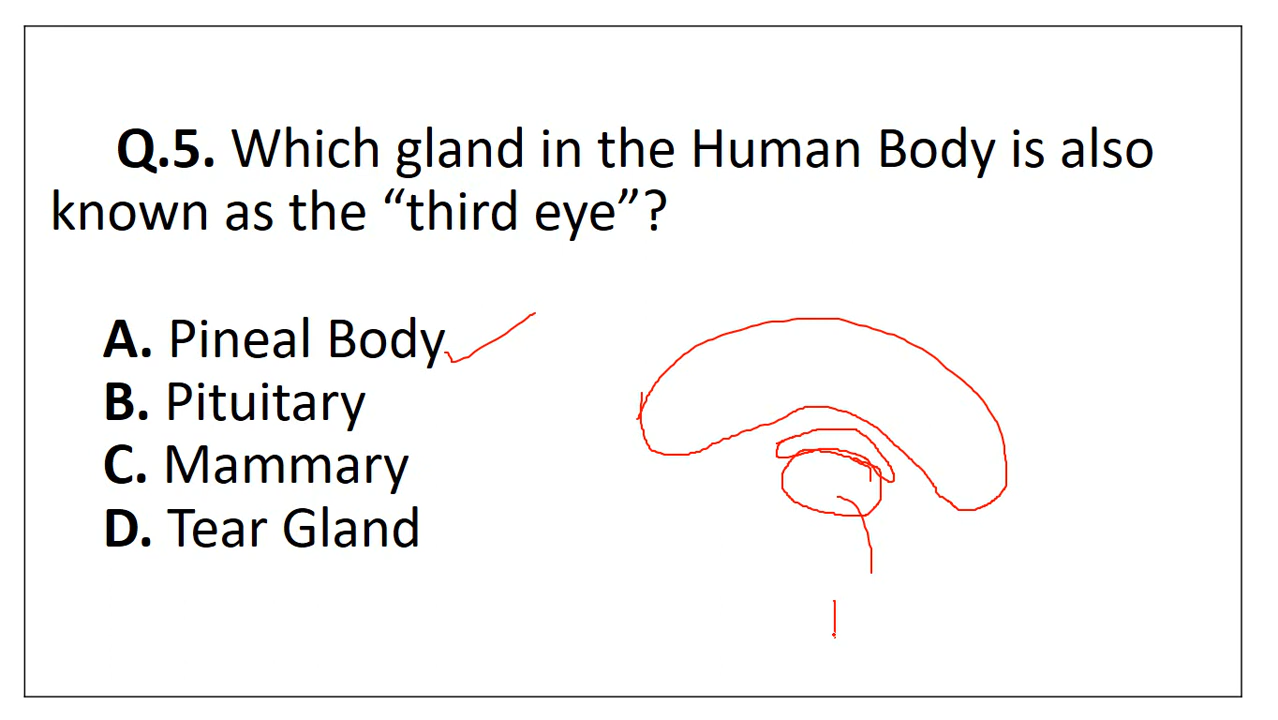 Q.5. Which gland in the Human Body is also
known as the “third eye”?
A. Pineal Body
B. Pituitary
C. Mammary
D. Tear Gland